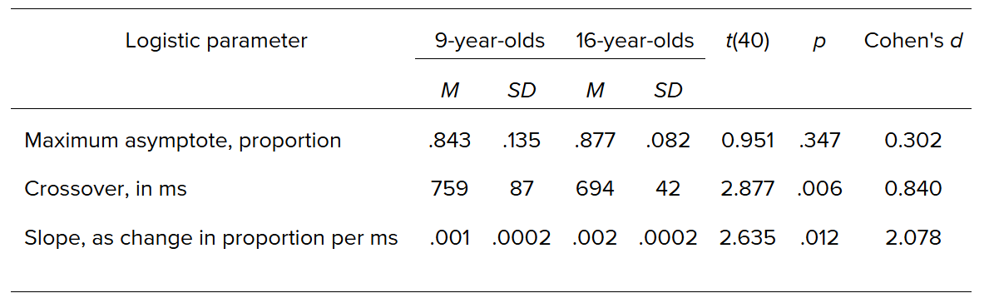 Logistic parameter 9-year-olds 16-year-olds t(40) p Cohen's d
M SD M SD
Maximum asymptote, proportion .843 .135 .877 .082 0.951 .347 0.302
Crossover, in ms 759 87 694 42 2.877 .006 0.840
Slope, as change in proportion per ms .001 .0002 .002 .0002 2.635 .012 2.078